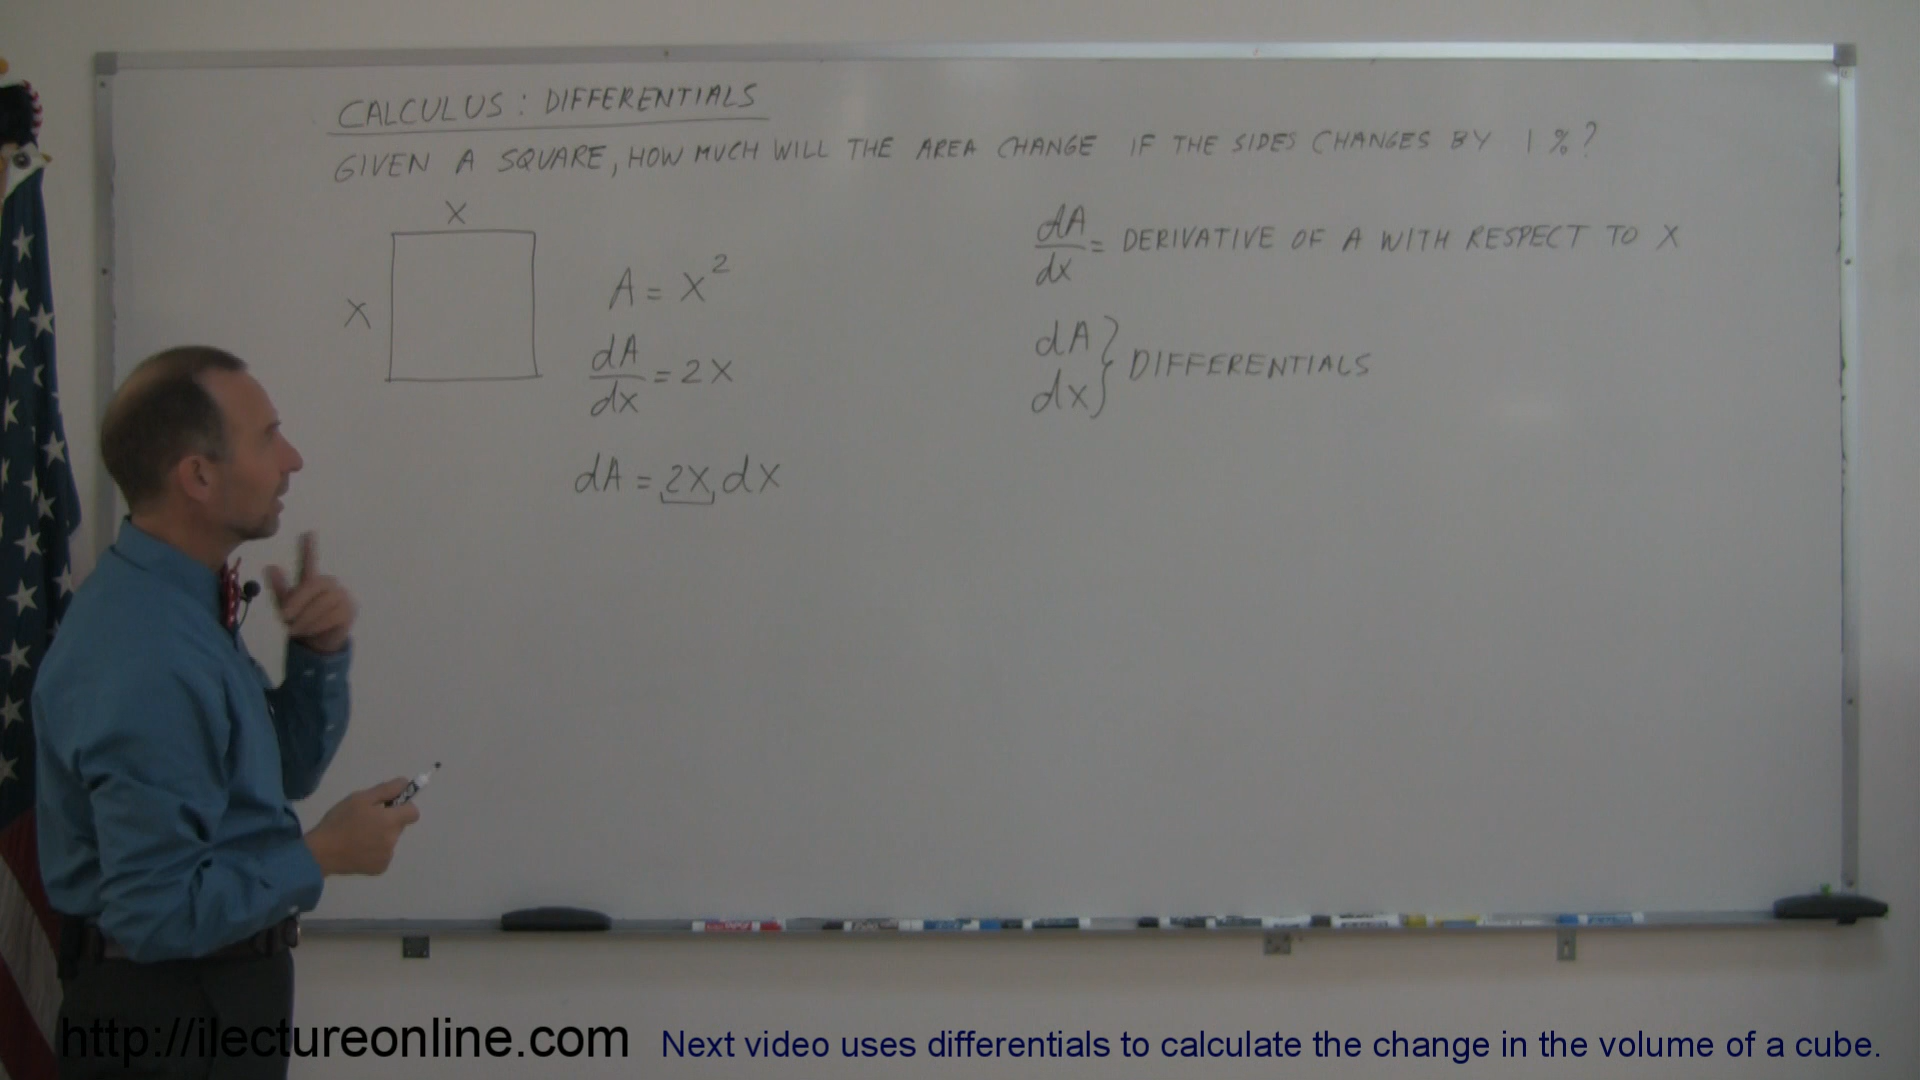 CALCULUS: DIFFERENTIALS
GIVEN A SQUARE, HOW MUCH WILL THE AREA CHANGE IF THE SIDES CHANGES BY 1%?
X
X
A = X²
dA/dx = 2X
dA = 2X dX
dA/dx = DERIVATIVE OF A WITH RESPECT TO X
dA
dx } DIFFERENTIALS
http://ilectureonline.com
Next video uses differentials to calculate the change in the volume of a cube.